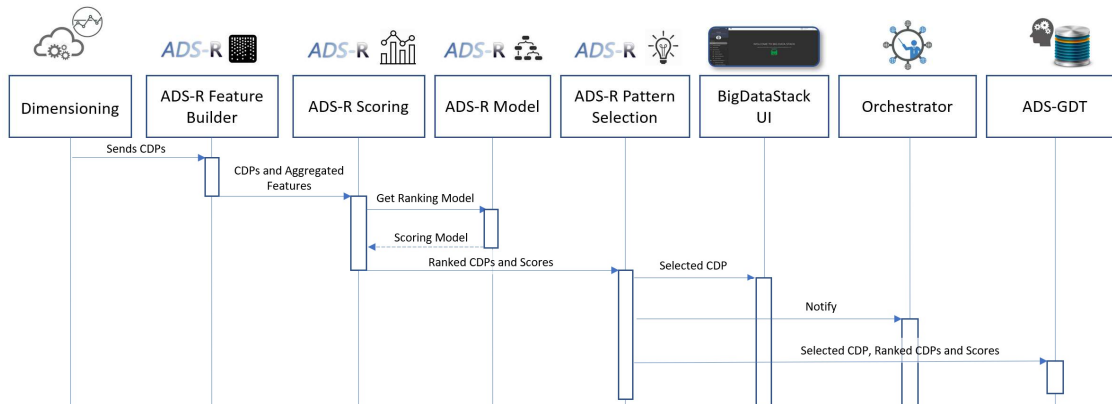 ADS-R
ADS-R
ADS-R
ADS-R
Dimensioning
ADS-R Feature
Builder
ADS-R Scoring
ADS-R Model
ADS-R Pattern
Selection
BigDataStack
UI
Orchestrator
ADS-GDT
Sends CDPs
CDPs and Aggregated
Features
Get Ranking Model
Scoring Model
Ranked CDPs and Scores
Selected CDP
Notify
Selected CDP, Ranked CDPs and Scores